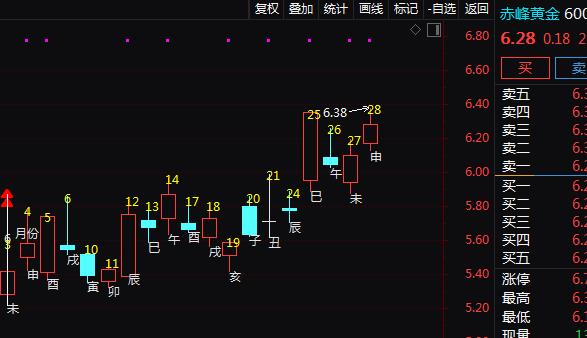 复权 叠加 统计 画线 标记 -自选 返回
赤峰黄金 600
6.28 0.18 2
买 卖
卖五 6.3
卖四 6.3
卖三 6.3
卖二 6.3
卖一 6.2
买一 6.2
买二 6.2
买三 6.2
买四 6.2
买五 6.2
涨停 6.7
最高 6.3
最低 6.1
现量 13
6.80
6.60
6.40
6.20
6.00
5.80
5.60
5.40
5.20
6.38
28
25
26
27
14
21
24
20
6
12
13
17
18
4
5
月份
6
3
10
11
19
申
午
未
巳
辰
子
丑
午
酉
巳
戌
戌
申
酉
寅
卯
辰
亥
未